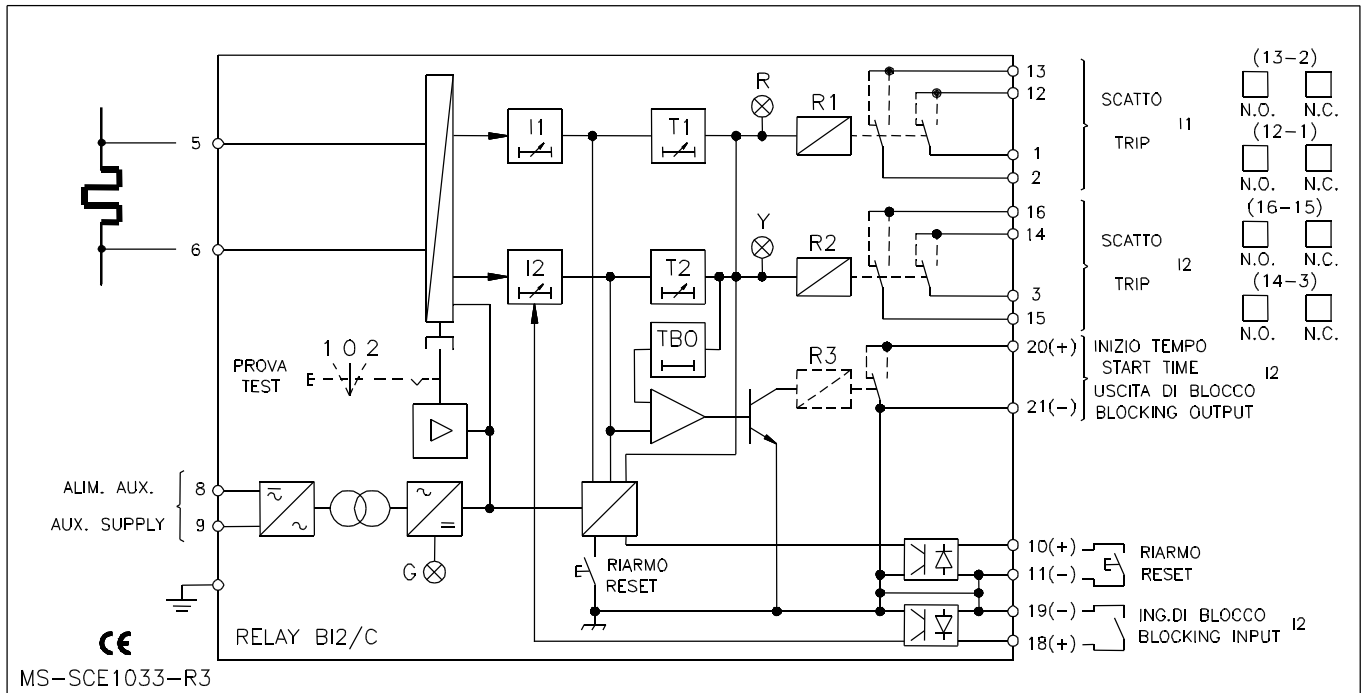 5
6
PROVA
TEST
1 0 2
ALIM. AUX.
AUX. SUPPLY
8
9
G
CE
RELAY BI2/C
MS-SCE1033-R3
I1
T1
R
R1
I2
T2
Y
R2
TBO
R3
RIARMO
RESET
13
12
1
2
SCATTO
TRIP
I1
16
14
3
15
SCATTO
TRIP
I2
20(+)
21(-)
INIZIO TEMPO
START TIME
USCITA DI BLOCCO
BLOCKING OUTPUT
I2
10(+)
11(-)
RIARMO
RESET
19(-)
18(+)
ING.DI BLOCCO
BLOCKING INPUT
I2
(13-2)
N.O. N.C.
(12-1)
N.O. N.C.
(16-15)
N.O. N.C.
(14-3)
N.O. N.C.